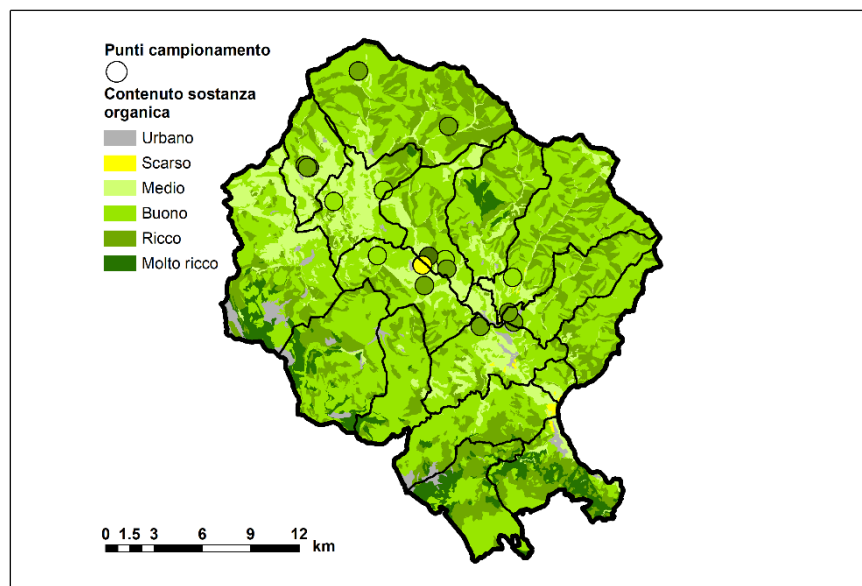 Punti campionamento
Contenuto sostanza
organica
Urbano
Scarso
Medio
Buono
Ricco
Molto ricco
0 1.5 3 6 9 12
km